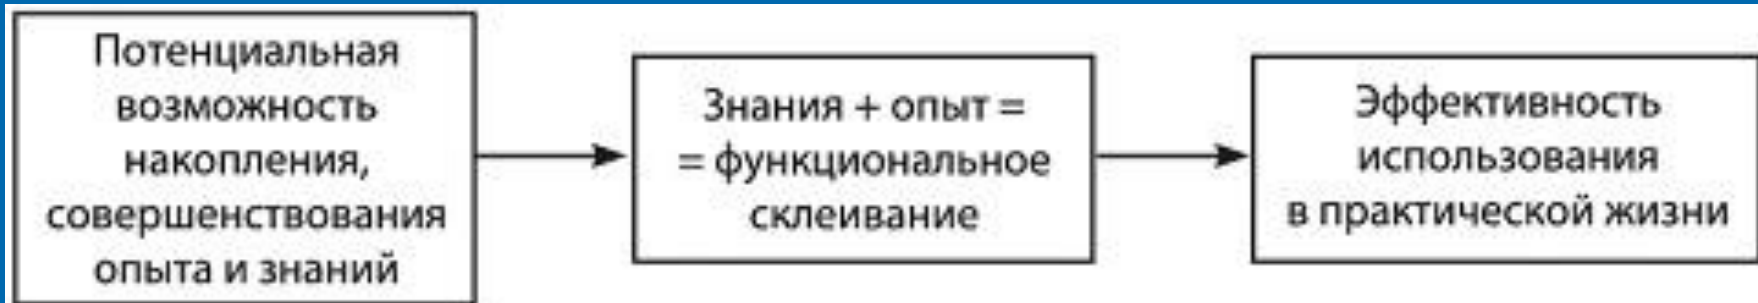 Потенциальная
возможность
накопления,
совершенствования
опыта и знаний
Знания + опыт =
= функциональное
склеивание
Эффективность
использования
в практической жизни